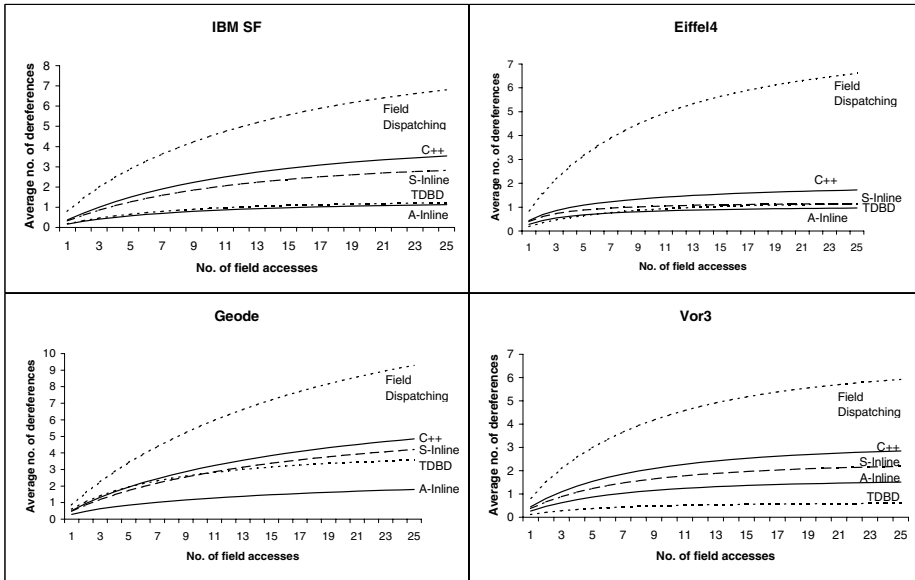 IBM SF
Average no. of dereferences
8
7
6
5
4
3
2
1
0
Field
Dispatching
C++
S-Inline
TDBD
A-Inline
1 3 5 7 9 11 13 15 17 19 21 23 25
No. of field accesses
Eiffel4
Average no. of dereferences
7
6
5
4
3
2
1
0
Field
Dispatching
C++
S-Inline
TDBD
A-Inline
1 3 5 7 9 11 13 15 17 19 21 23 25
No. of field accesses
Geode
Average no. of dereferences
10
9
8
7
6
5
4
3
2
1
0
Field
Dispatching
C++
S-Inline
TDBD
A-Inline
1 3 5 7 9 11 13 15 17 19 21 23 25
No. of field accesses
Vor3
Average no. of dereferences
7
6
5
4
3
2
1
0
Field
Dispatching
C++
S-Inline
A-Inline
TDBD
1 3 5 7 9 11 13 15 17 19 21 23 25
No. of field accesses